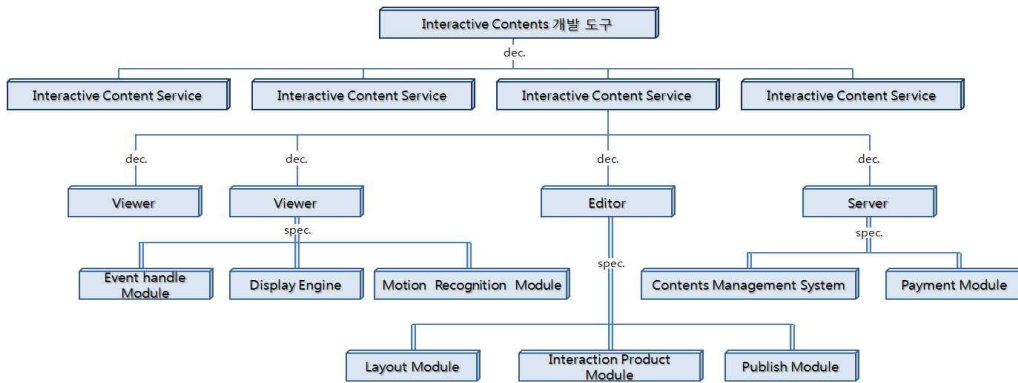 Interactive Contents 개발 도구
dec.
Interactive Content Service
Interactive Content Service
Interactive Content Service
Interactive Content Service
dec.
dec.
dec.
dec.
Viewer
Viewer
Editor
Server
spec.
spec.
spec.
Event handle
Module
Display Engine
Motion Recognition Module
Contents Management System
Payment Module
Layout Module
Interaction Product
Module
Publish Module